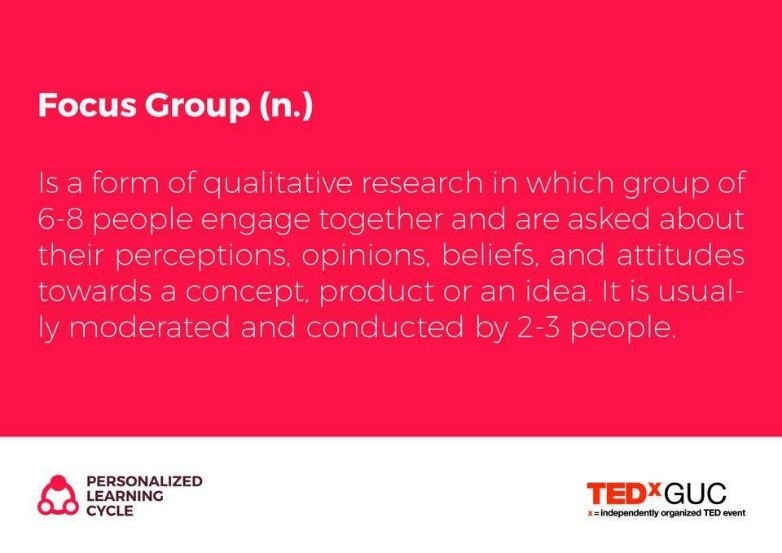 Focus Group (n.)
Is a form of qualitative research in which group of
6-8 people engage together and are asked about
their perceptions, opinions, beliefs, and attitudes
towards a concept, product or an idea. It is usual-
ly moderated and conducted by 2-3 people.
PERSONALIZED
LEARNING
CYCLE
TEDxGUC
x = independently organized TED event